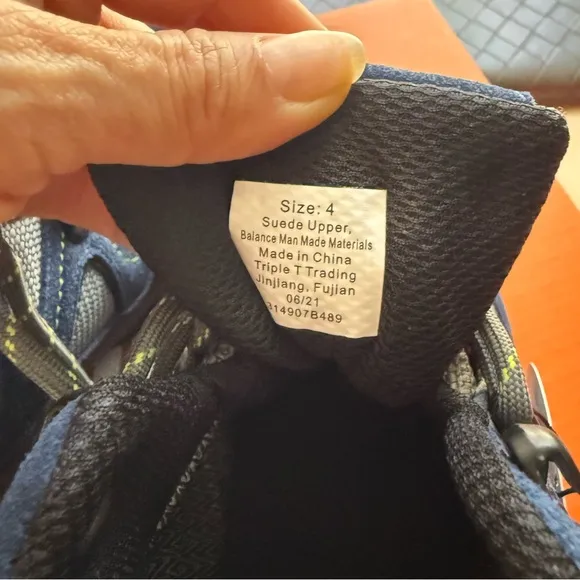 Size: 4
Suede Upper,
Balance Man Made Materials
Made in China
Triple T Trading
Jinjiang, Fujian
06/21
314907B489